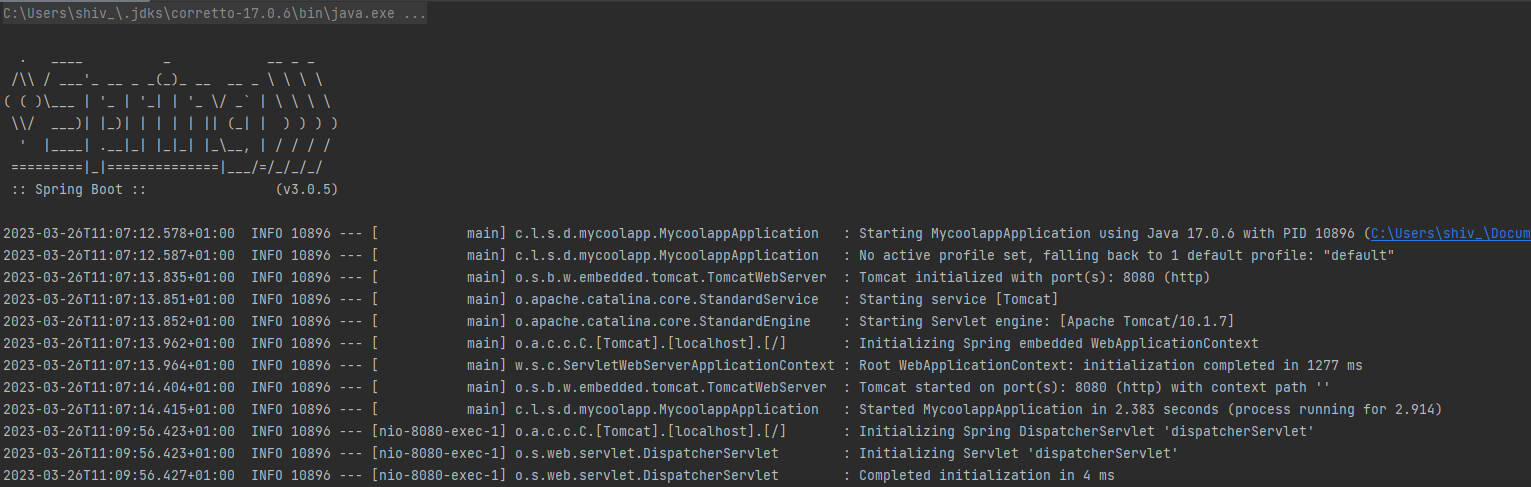 C:\Users\shiv_\.jdks\corretto-17.0.6\bin\java.exe ...
  .   ____          _            __ _ _
 /\\ / ___'_ __ _ _(_)_ __  __ _ \ \ \ \
( ( )\___ | '_ | '_| | '_ \/ _` | \ \ \ \
 \\/  ___)| |_)| | | | | || (_| |  ) ) ) )
  '  |____| .__|_| |_|_| |_\__, | / / / /
 =========|_|==============|___/=/_/_/_/
 :: Spring Boot ::                (v3.0.5)
2023-03-26T11:07:12.578+01:00  INFO 10896 --- [           main] c.l.s.d.mycoolapp.MycoolappApplication   : Starting MycoolappApplication using Java 17.0.6 with PID 10896 (C:\Users\shiv_\Docum
2023-03-26T11:07:12.587+01:00  INFO 10896 --- [           main] c.l.s.d.mycoolapp.MycoolappApplication   : No active profile set, falling back to 1 default profile: "default"
2023-03-26T11:07:13.835+01:00  INFO 10896 --- [           main] o.s.b.w.embedded.tomcat.TomcatWebServer  : Tomcat initialized with port(s): 8080 (http)
2023-03-26T11:07:13.851+01:00  INFO 10896 --- [           main] o.apache.catalina.core.StandardService   : Starting service [Tomcat]
2023-03-26T11:07:13.852+01:00  INFO 10896 --- [           main] o.apache.catalina.core.StandardEngine    : Starting Servlet engine: [Apache Tomcat/10.1.7]
2023-03-26T11:07:13.962+01:00  INFO 10896 --- [           main] o.a.c.c.C.[Tomcat].[localhost].[/]       : Initializing Spring embedded WebApplicationContext
2023-03-26T11:07:13.964+01:00  INFO 10896 --- [           main] w.s.c.ServletWebServerApplicationContext : Root WebApplicationContext: initialization completed in 1277 ms
2023-03-26T11:07:14.404+01:00  INFO 10896 --- [           main] o.s.b.w.embedded.tomcat.TomcatWebServer  : Tomcat started on port(s): 8080 (http) with context path ''
2023-03-26T11:07:14.415+01:00  INFO 10896 --- [           main] c.l.s.d.mycoolapp.MycoolappApplication   : Started MycoolappApplication in 2.383 seconds (process running for 2.914)
2023-03-26T11:09:56.423+01:00  INFO 10896 --- [nio-8080-exec-1] o.a.c.c.C.[Tomcat].[localhost].[/]       : Initializing Spring DispatcherServlet 'dispatcherServlet'
2023-03-26T11:09:56.423+01:00  INFO 10896 --- [nio-8080-exec-1] o.s.web.servlet.DispatcherServlet        : Initializing Servlet 'dispatcherServlet'
2023-03-26T11:09:56.427+01:00  INFO 10896 --- [nio-8080-exec-1] o.s.web.servlet.DispatcherServlet        : Completed initialization in 4 ms